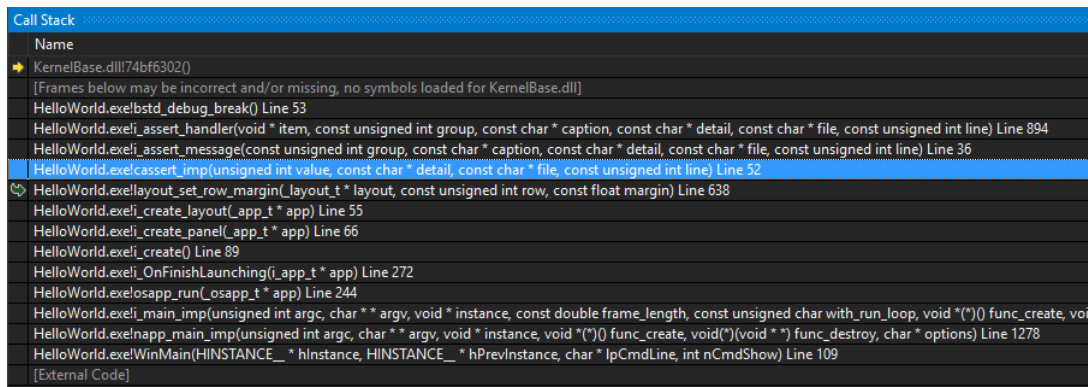 Call Stack
Name
KernelBase.dll!74bf6302()
[Frames below may be incorrect and/or missing, no symbols loaded for KernelBase.dll]
HelloWorld.exe!bstd_debug_break() Line 53
HelloWorld.exe!i_assert_handler(void * item, const unsigned int group, const char * caption, const char * detail, const char * file, const unsigned int line) Line 894
HelloWorld.exe!i_assert_message(const unsigned int group, const char * caption, const char * detail, const char * file, const unsigned int line) Line 36
HelloWorld.exe!cassert_imp(unsigned int value, const char * detail, const char * file, const unsigned int line) Line 52
HelloWorld.exe!layout_set_row_margin(_layout_t * layout, const unsigned int row, const float margin) Line 638
HelloWorld.exe!i_create_layout(_app_t * app) Line 55
HelloWorld.exe!i_create_panel(_app_t * app) Line 66
HelloWorld.exe!i_create() Line 89
HelloWorld.exe!i_OnFinishLaunching(i_app_t * app) Line 272
HelloWorld.exe!osapp_run(_osapp_t * app) Line 244
HelloWorld.exe!i_main_imp(unsigned int argc, char * * argv, void * instance, const double frame_length, const unsigned char with_run_loop, void *(*)() func_create, voi
HelloWorld.exe!napp_main_imp(unsigned int argc, char * * argv, void * instance, void *(*)() func_create, void(*)(void * *) func_destroy, char * options) Line 1278
HelloWorld.exe!WinMain(HINSTANCE__ * hInstance, HINSTANCE__ * hPrevInstance, char * lpCmdLine, int nCmdShow) Line 109
[External Code]